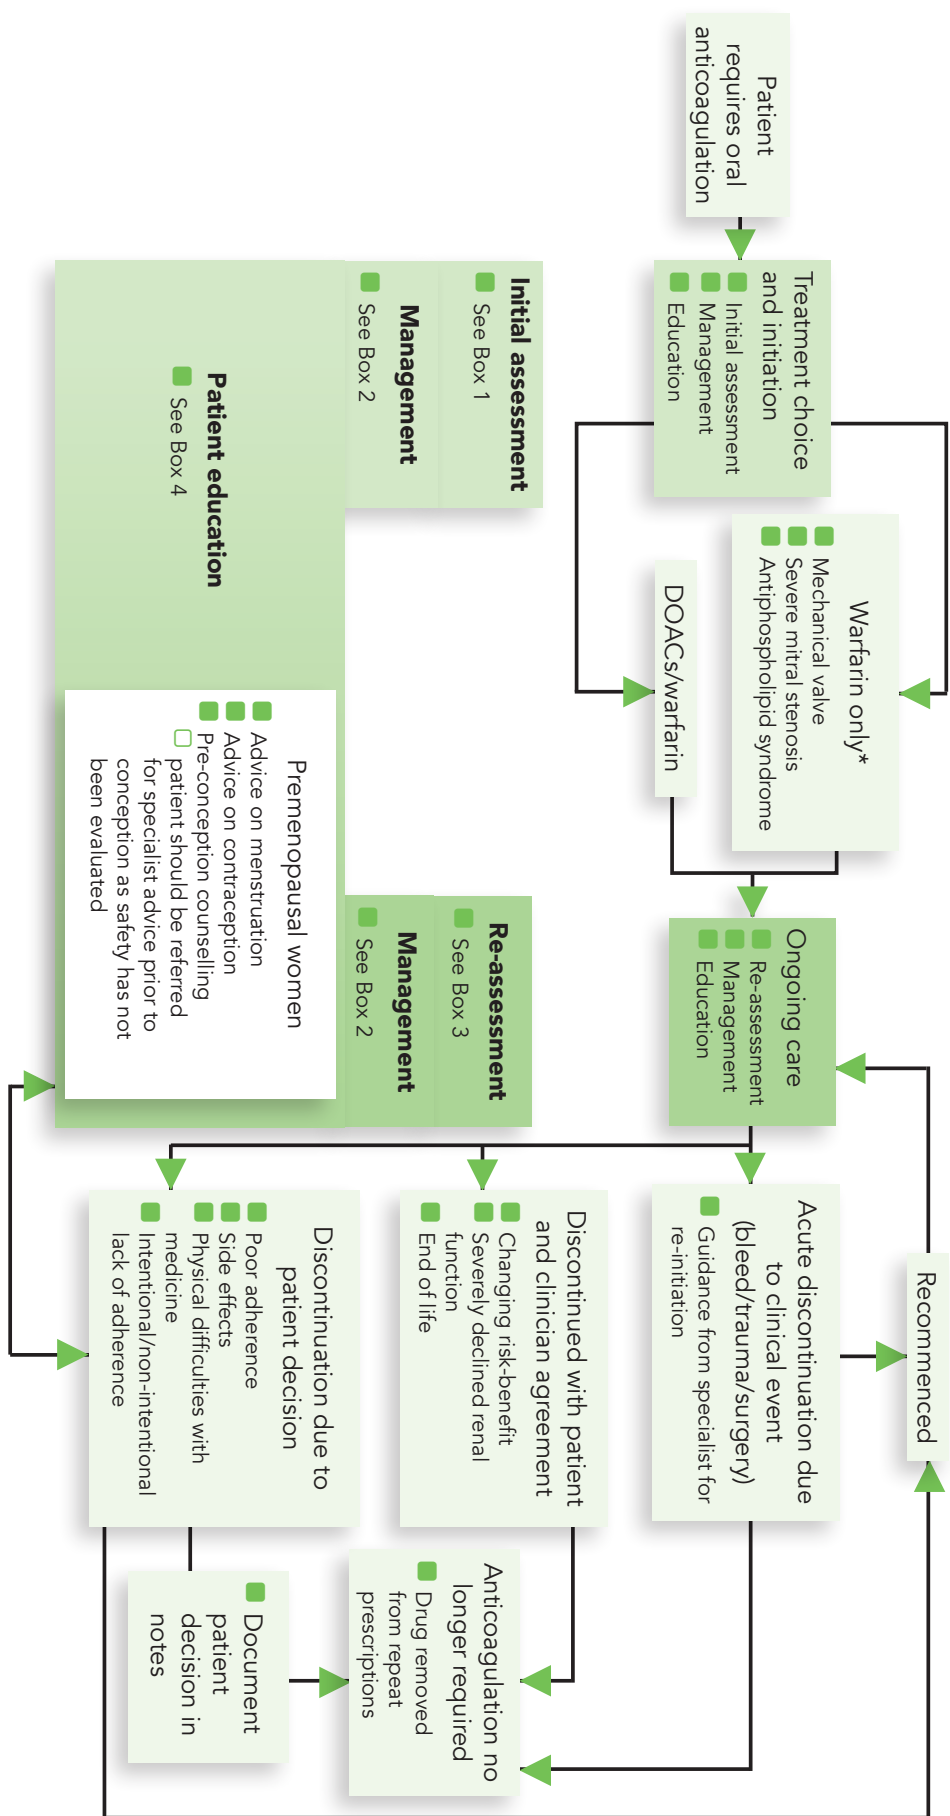 Patient
requires oral
anticoagulation
Treatment choice
and initiation
Initial assessment
Management
Education
Warfarin only*
Mechanical valve
Severe mitral stenosis
Antiphospholipid syndrome
DOACs/warfarin
Ongoing care
Re-assessment
Management
Education
Recommenced
Acute discontinuation due
to clinical event
(bleed/trauma/surgery)
Guidance from specialist for
re-initiation
Discontinued with patient
and clinician agreement
Changing risk-benefit
Severely declined renal
function
End of life
Discontinuation due to
patient decision
Poor adherence
Side effects
Physical difficulties with
medicine
Intentional/non-intentional
lack of adherence
Anticoagulation no
longer required
Drug removed
from repeat
prescriptions
Document
patient
decision in
notes
Initial assessment
See Box 1
Management
See Box 2
Patient education
See Box 4
Re-assessment
See Box 3
Management
See Box 2
Premenopausal women
Advice on menstruation
Advice on contraception
Pre-conception counselling
patient should be referred
for specialist advice prior to
conception as safety has not
been evaluated